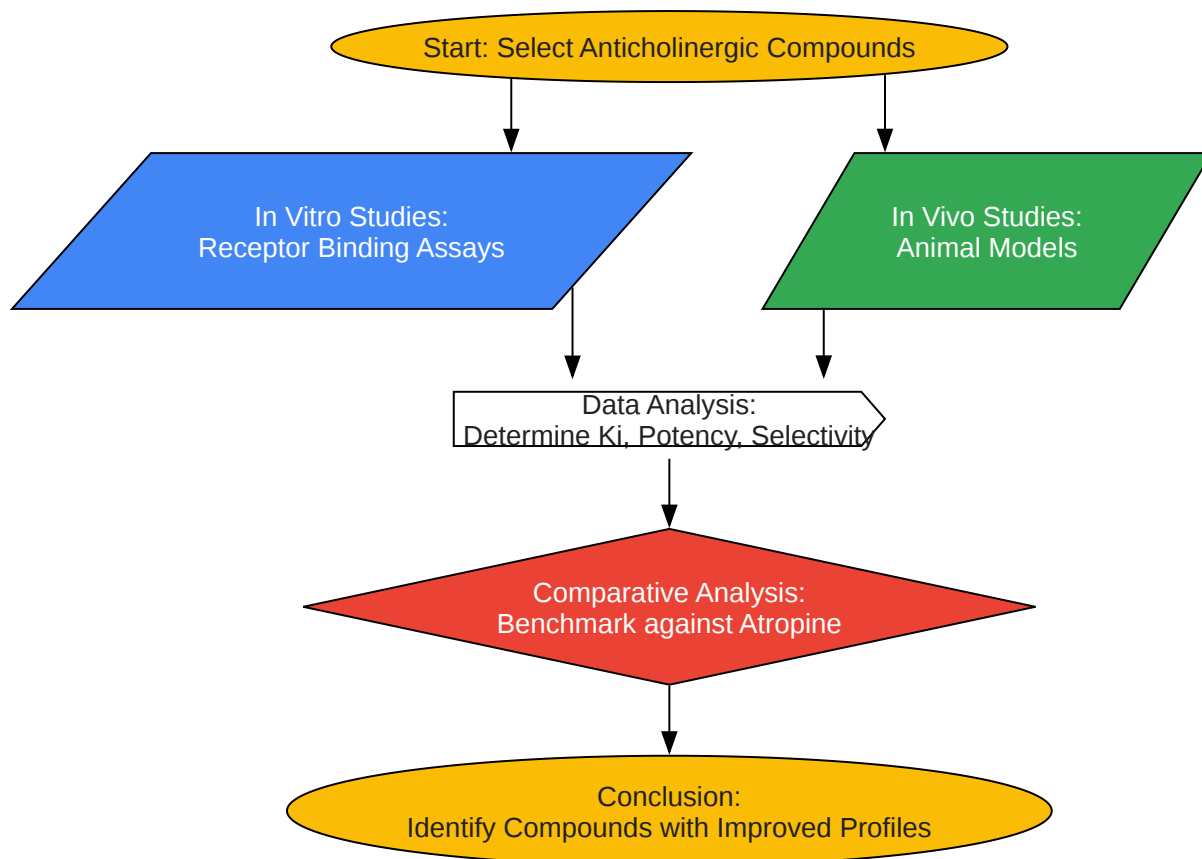 Start: Select Anticholinergic Compounds
In Vitro Studies:
Receptor Binding Assays
In Vivo Studies:
Animal Models
Data Analysis:
Determine Ki, Potency, Selectivity
Comparative Analysis:
Benchmark against Atropine
Conclusion:
Identify Compounds with Improved Profiles